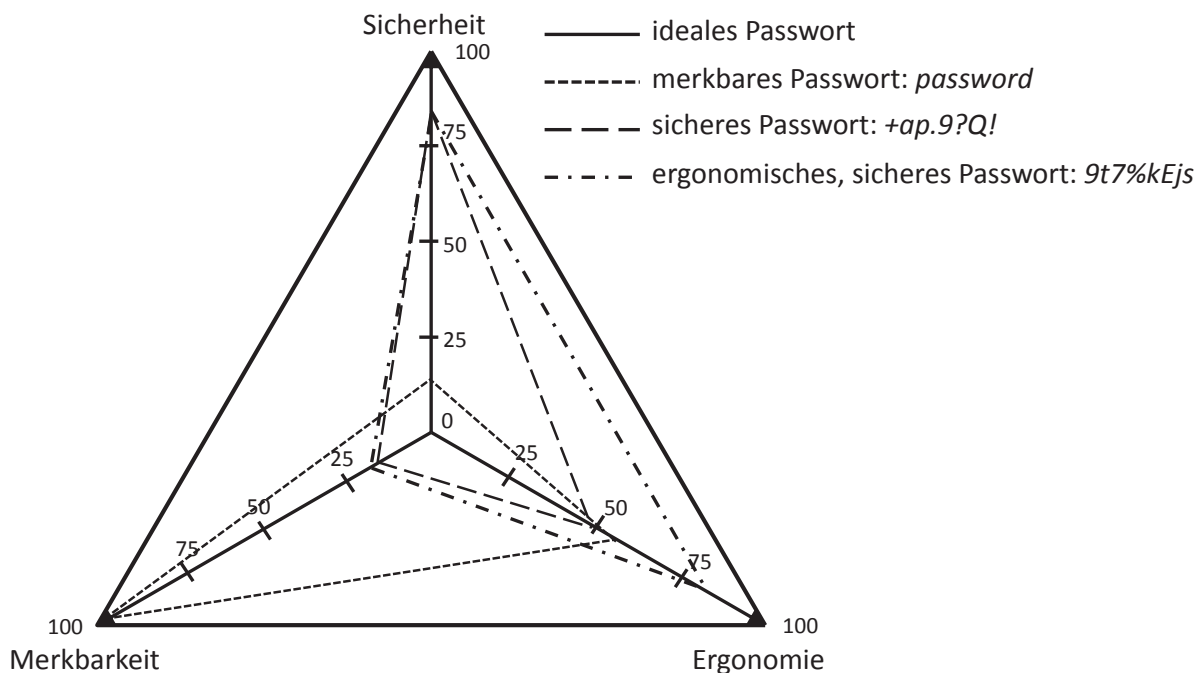 Sicherheit
100
75
50
25
0
25
50
75
100
Merkbarkeit
25
50
75
100
Ergonomie
ideales Passwort
merkbares Passwort: password
sicheres Passwort: +ap.9?Q!
ergonomisches, sicheres Passwort: 9t7%kEjs